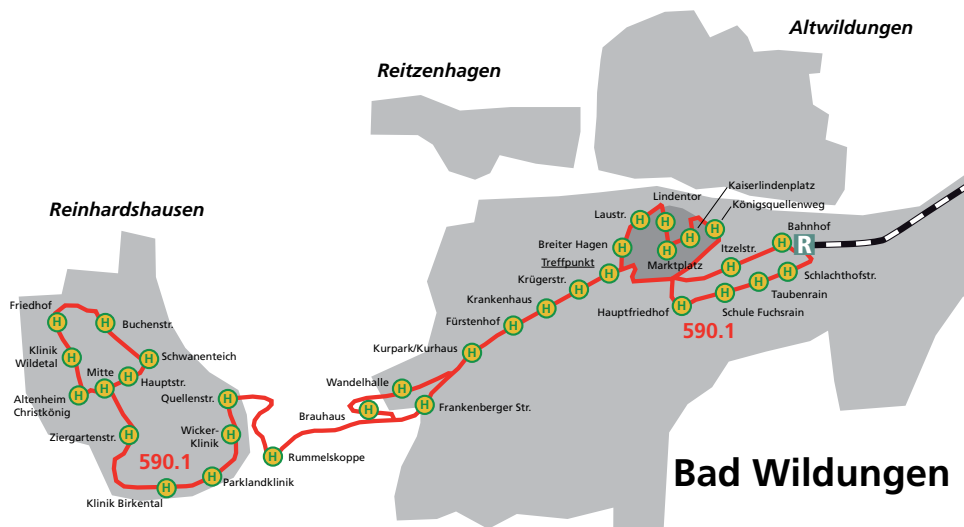 Altwildungen
Reitzenhagen
Reinhardshausen
Kaiserlindenplatz
Lindentor
Königsquellenweg
Laustr.
Bahnhof
H
R
Breiter Hagen
Itzelstr.
Treffpunkt
Marktplatz
Schlachthofstr.
Krügerstr.
Taubenrain
Krankenhaus
Hauptfriedhof
Schule Fuchsrain
590.1
Fürstenhof
Friedhof
Buchenstr.
Kurpark/Kurhaus
Klinik
Wildetal
Schwanenteich
Mitte
Hauptstr.
Wandelhalle
Altenheim
Christkönig
Quellenstr.
Brauhaus
Frankenberger Str.
Ziergartenstr.
Wicker-
Klinik
590.1
Rummelskoppe
Parklandklinik
Klinik Birkental
Bad Wildungen